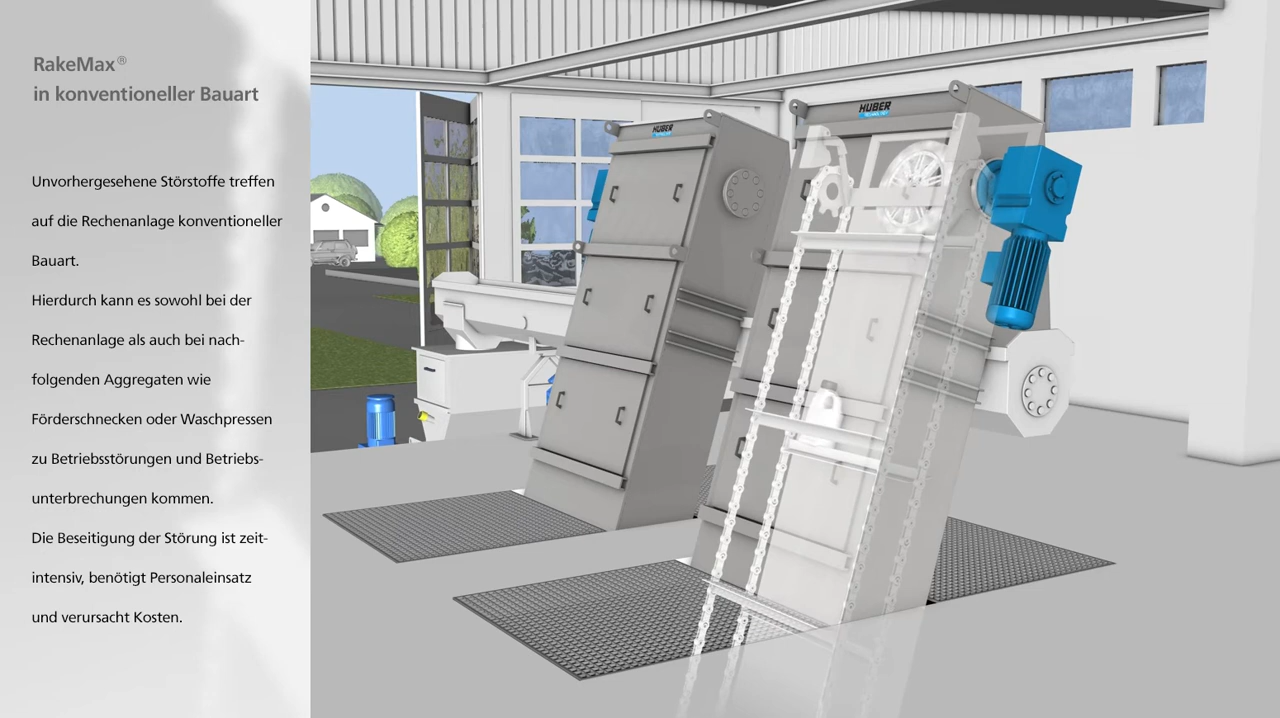 RakeMax®
in konventioneller Bauart
Unvorhergesehene Störstoffe treffen
auf die Rechenanlage konventioneller
Bauart.
Hierdurch kann es sowohl bei der
Rechenanlage als auch bei nach-
folgenden Aggregaten wie
Förderschnecken oder Waschpressen
zu Betriebsstörungen und Betriebs-
unterbrechungen kommen.
Die Beseitigung der Störung ist zeit-
intensiv, benötigt Personaleinsatz
und verursacht Kosten.
HUBER
HUBER